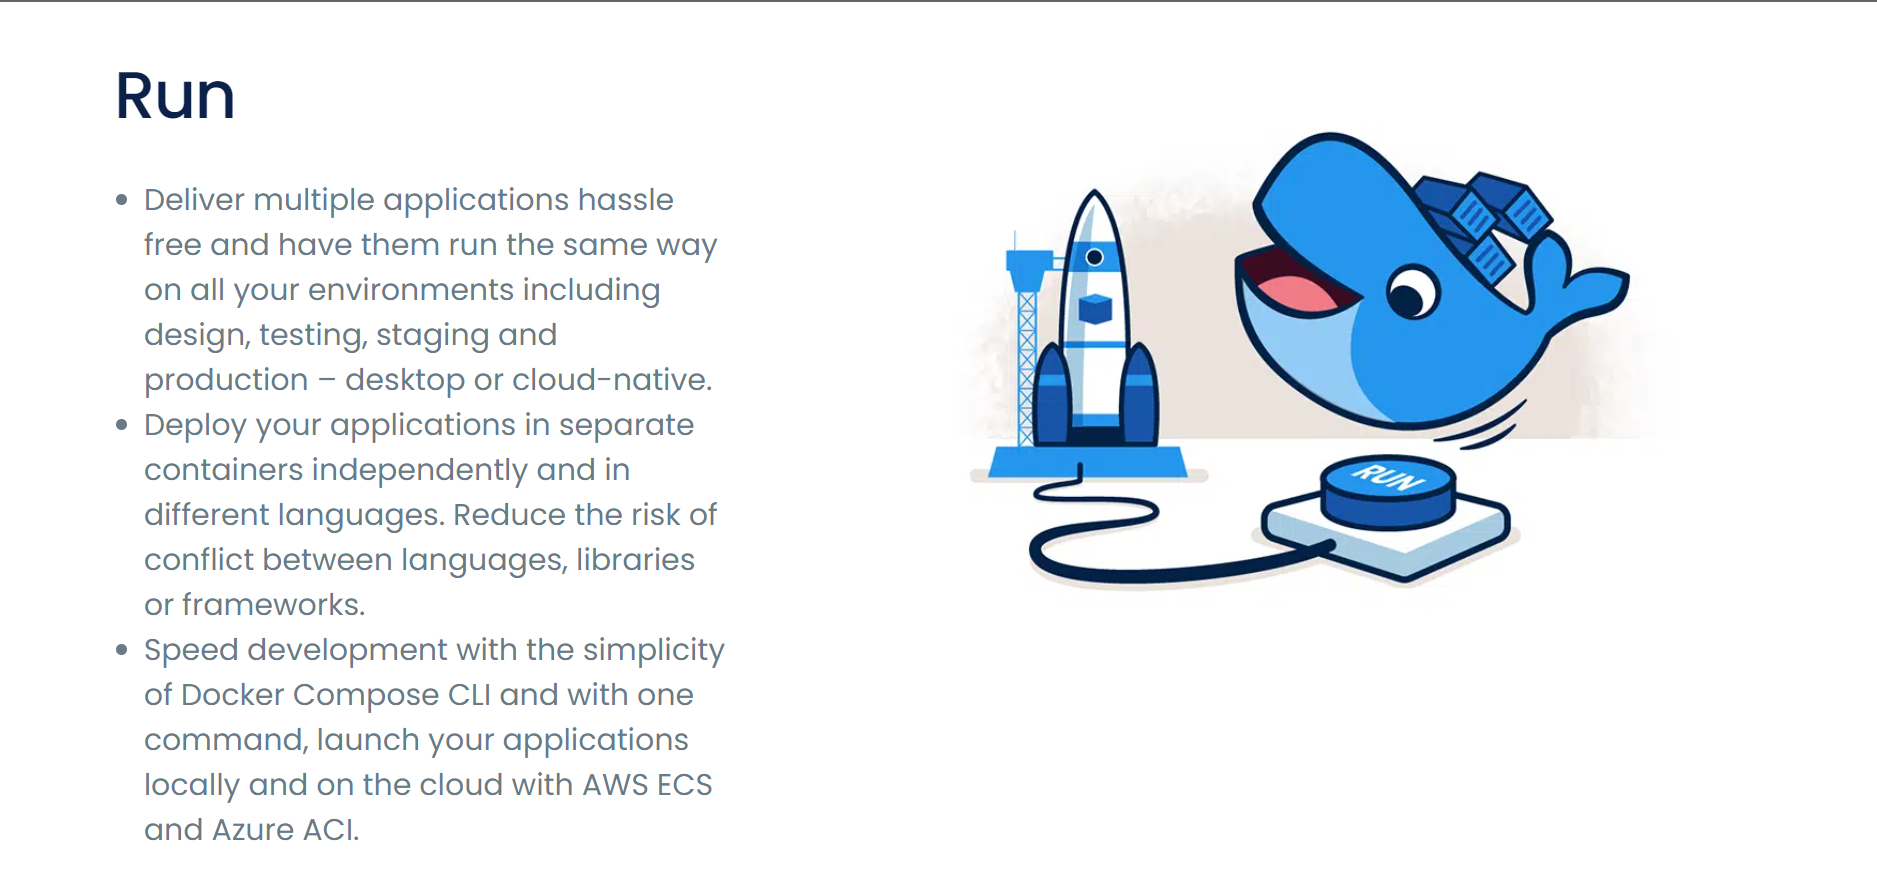 Run
Deliver multiple applications hassle
free and have them run the same way
on all your environments including
design, testing, staging and
production – desktop or cloud-native.
Deploy your applications in separate
containers independently and in
different languages. Reduce the risk of
conflict between languages, libraries
or frameworks.
Speed development with the simplicity
of Docker Compose CLI and with one
command, launch your applications
locally and on the cloud with AWS ECS
and Azure ACI.
RUN